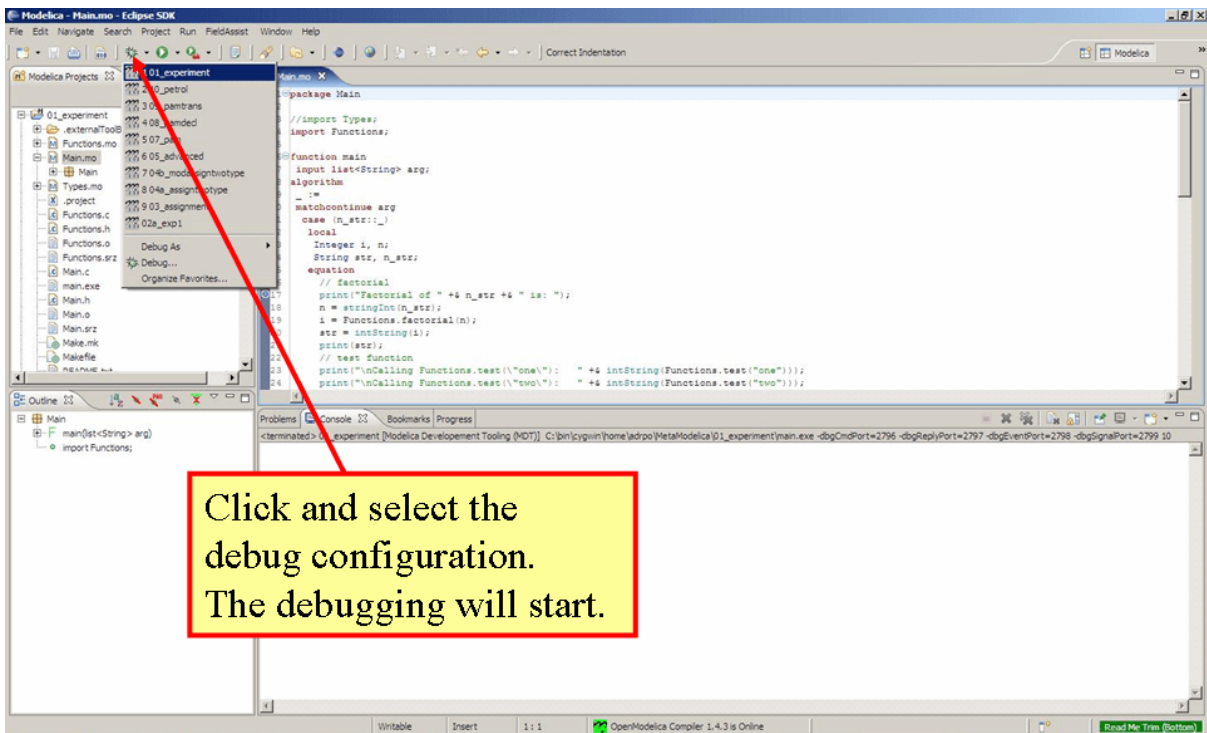 Modelica - Main.mo - Eclipse SDK
File Edit Navigate Search Project Run FieldAssist Window Help
Correct Indentation
Modelica
Modelica Projects
01_experiment
.externalToolB
Functions.mo
Main.mo
Main
Types.mo
.project
Functions.c
Functions.h
Functions.o
Functions.srz
Main.c
main.exe
Main.h
Main.o
Main.srz
Make.mk
Makefile
01_experiment
_petrol
3 09_pamtrans
4 08_pamdecl
5 07_pam
6 05_advanced
7 04b_modassigntwotype
8 04a_assigntwotype
9 03_assignment
02a_exp1
Debug As
Debug...
Organize Favorites...
Main.mo
package Main
//import Types;
import Functions;
function main
input list<String> arg;
algorithm
_ :=
matchcontinue arg
case (n_str::_)
local
Integer i, n;
String str, n_str;
equation
// factorial
17 print("Factorial of " +& n_str +& " is: ");
18 n = stringInt(n_str);
19 i = Functions.factorial(n);
str = intString(i);
print(str);
22 // test function
23 print("\nCalling Functions.test(\"one\"): " +& intString(Functions.test("one")));
24 print("\nCalling Functions.test(\"two\"): " +& intString(Functions.test("two")));
Outline
Main
main(list<String> arg)
import Functions;
Problems Console Bookmarks Progress
<terminated> 01_experiment [Modelica Developement Tooling (MDT)] C:\bin\cygwin\home\adrpo\MetaModelica\01_experiment\main.exe -dbgCmdPort=2796 -dbgReplyPort=2797 -dbgEventPort=2798 -dbgSignalPort=2799 10
Click and select the
debug configuration.
The debugging will start.
Writable Insert 1 : 1 OpenModelica Compiler 1.4.3 is Online Read Me Trim (Bottom)